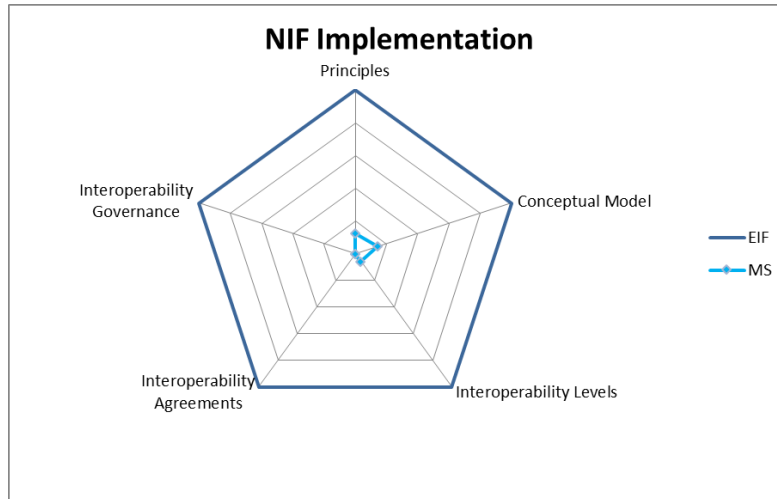 NIF Implementation
Principles
Interoperability
Governance
Conceptual Model
EIF
MS
Interoperability
Agreements
Interoperability Levels